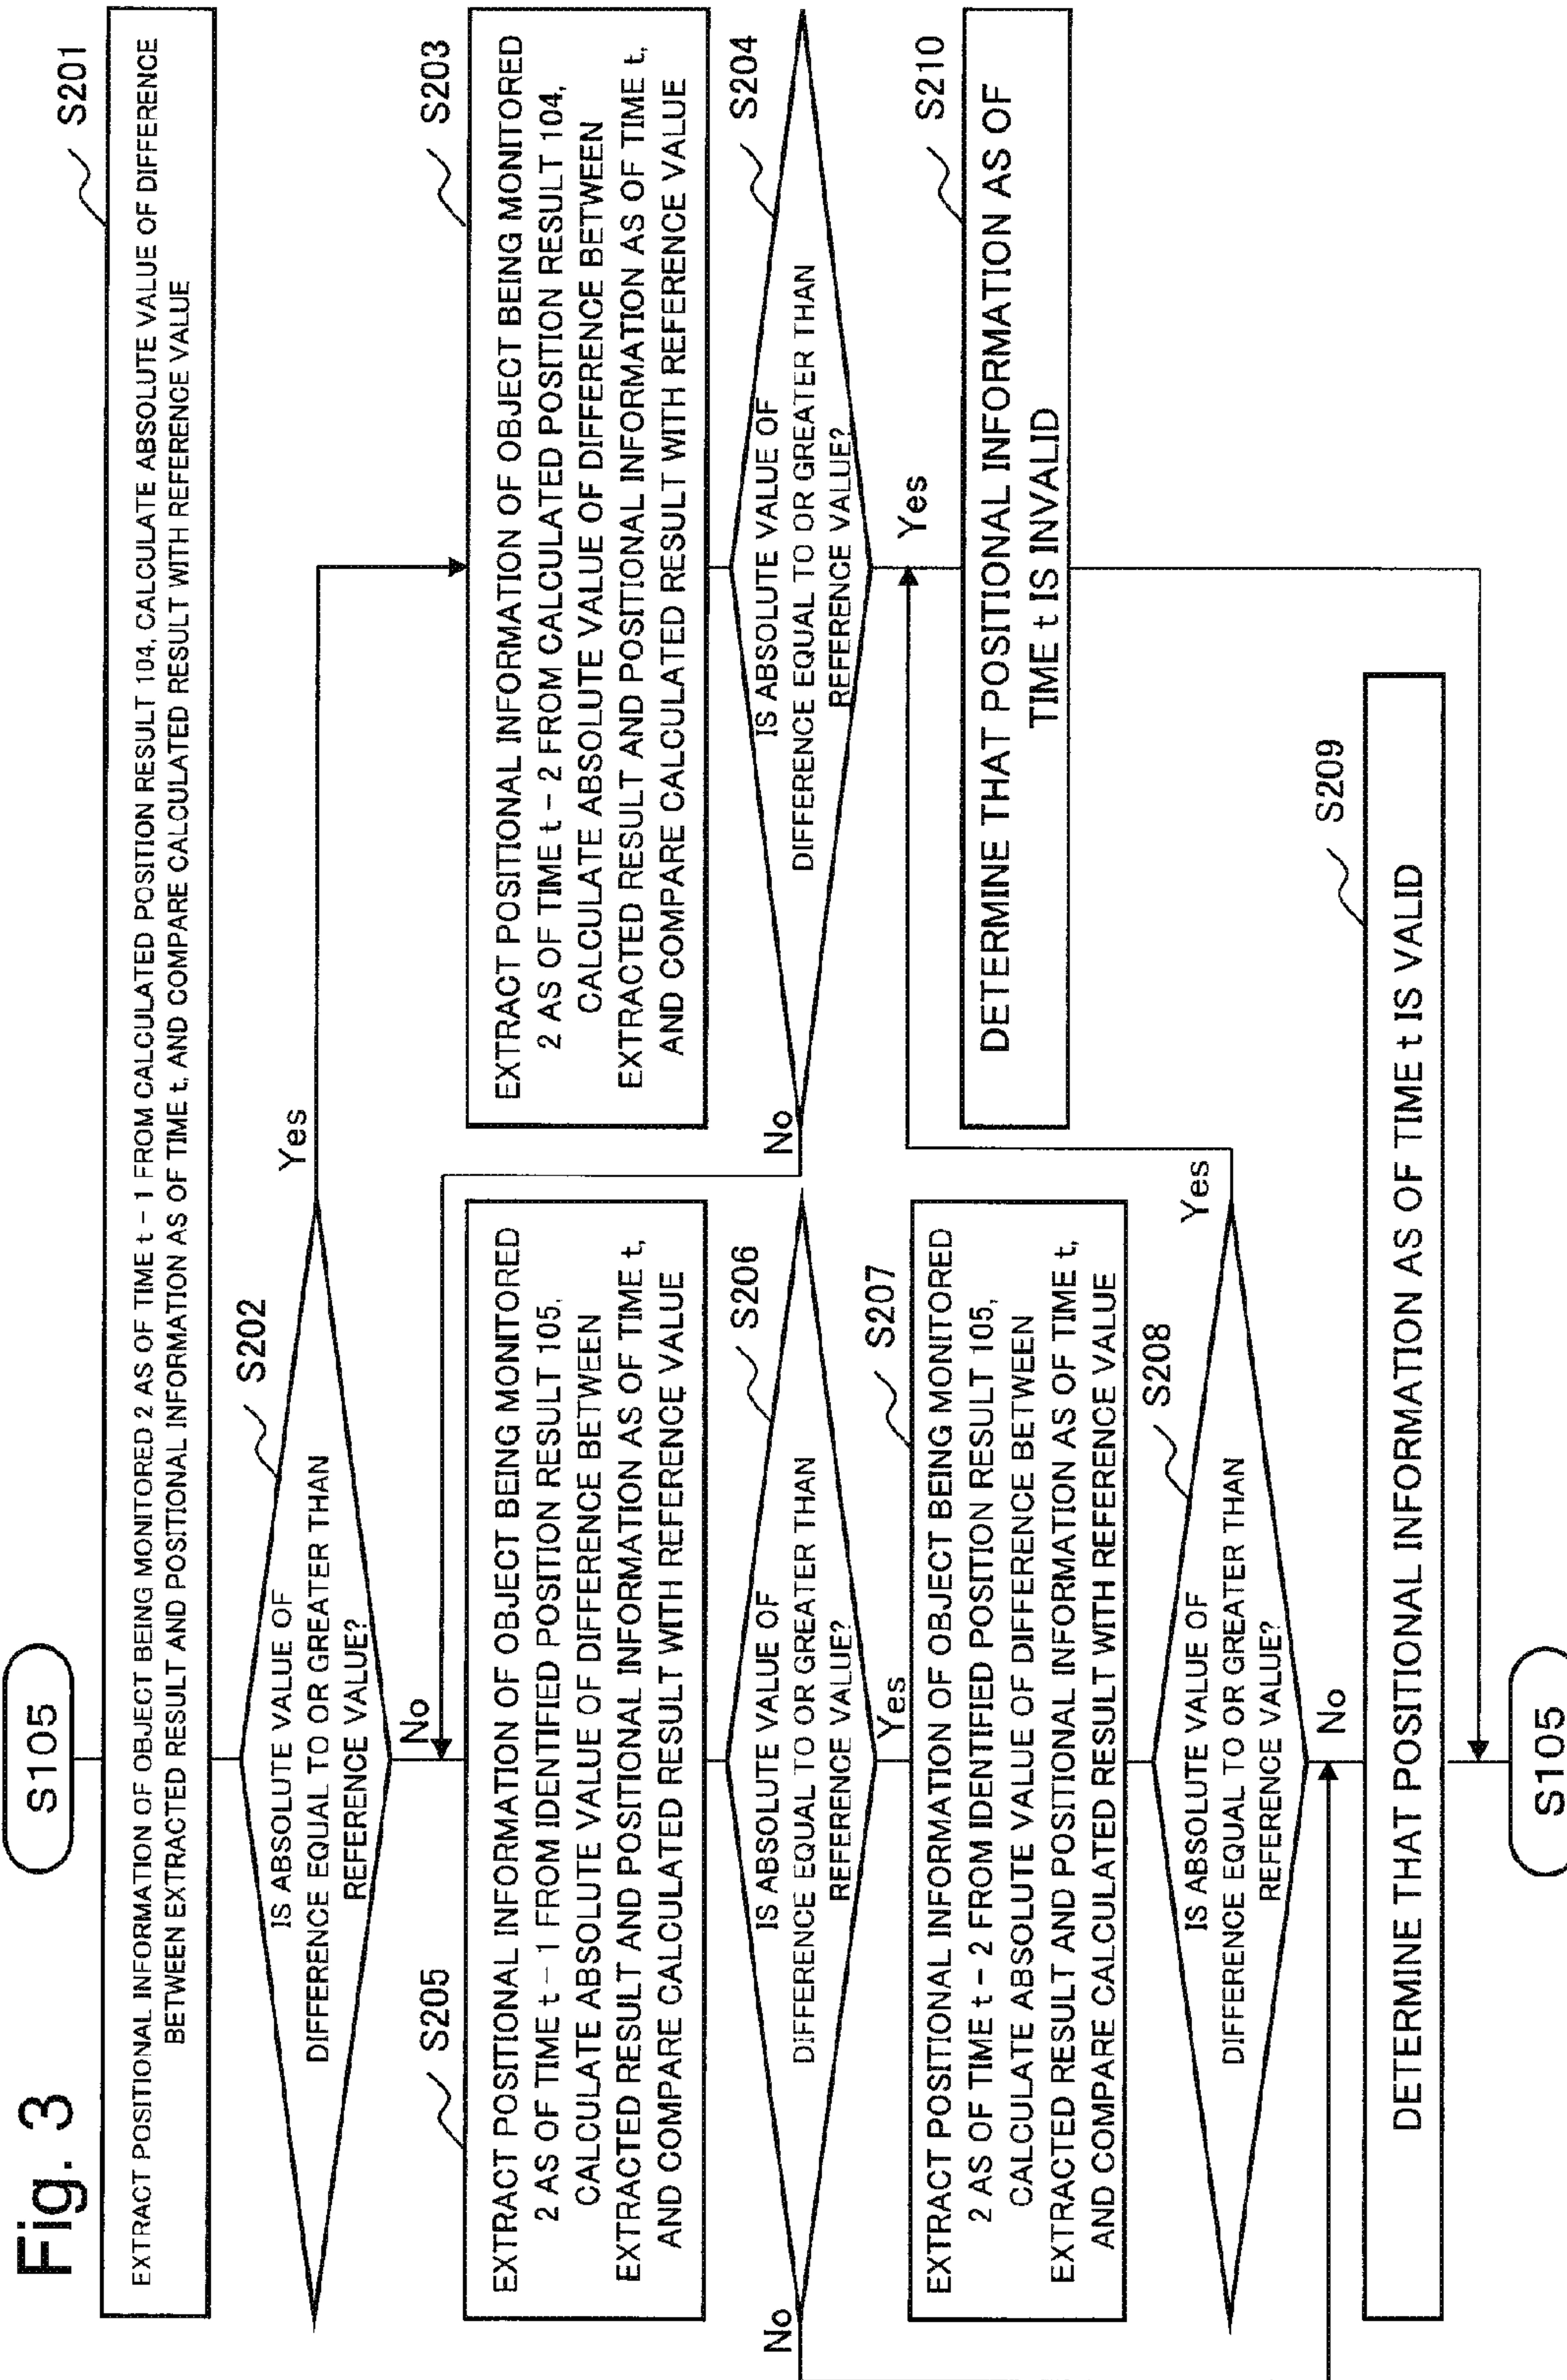 Fig. 3
S105
S201
EXTRACT POSITIONAL INFORMATION OF OBJECT BEING MONITORED 2 AS OF TIME t - 1 FROM CALCULATED POSITION RESULT 104, CALCULATE ABSOLUTE VALUE OF DIFFERENCE
BETWEEN EXTRACTED RESULT AND POSITIONAL INFORMATION AS OF TIME t, AND COMPARE CALCULATED RESULT WITH REFERENCE VALUE
S202
IS ABSOLUTE VALUE OF
DIFFERENCE EQUAL TO OR GREATER THAN
REFERENCE VALUE?
Yes
No
S203
EXTRACT POSITIONAL INFORMATION OF OBJECT BEING MONITORED
2 AS OF TIME t - 2 FROM CALCULATED POSITION RESULT 104,
CALCULATE ABSOLUTE VALUE OF DIFFERENCE BETWEEN
EXTRACTED RESULT AND POSITIONAL INFORMATION AS OF TIME t,
AND COMPARE CALCULATED RESULT WITH REFERENCE VALUE
S204
IS ABSOLUTE VALUE OF
DIFFERENCE EQUAL TO OR GREATER THAN
REFERENCE VALUE?
No
Yes
S205
EXTRACT POSITIONAL INFORMATION OF OBJECT BEING MONITORED
2 AS OF TIME t - 1 FROM IDENTIFIED POSITION RESULT 105,
CALCULATE ABSOLUTE VALUE OF DIFFERENCE BETWEEN
EXTRACTED RESULT AND POSITIONAL INFORMATION AS OF TIME t,
AND COMPARE CALCULATED RESULT WITH REFERENCE VALUE
S206
IS ABSOLUTE VALUE OF
DIFFERENCE EQUAL TO OR GREATER THAN
REFERENCE VALUE?
No
Yes
S207
EXTRACT POSITIONAL INFORMATION OF OBJECT BEING MONITORED
2 AS OF TIME t - 2 FROM IDENTIFIED POSITION RESULT 105,
CALCULATE ABSOLUTE VALUE OF DIFFERENCE BETWEEN
EXTRACTED RESULT AND POSITIONAL INFORMATION AS OF TIME t,
AND COMPARE CALCULATED RESULT WITH REFERENCE VALUE
S208
IS ABSOLUTE VALUE OF
DIFFERENCE EQUAL TO OR GREATER THAN
REFERENCE VALUE?
Yes
No
S210
DETERMINE THAT POSITIONAL INFORMATION AS OF
TIME t IS INVALID
S209
DETERMINE THAT POSITIONAL INFORMATION AS OF TIME t IS VALID
S105